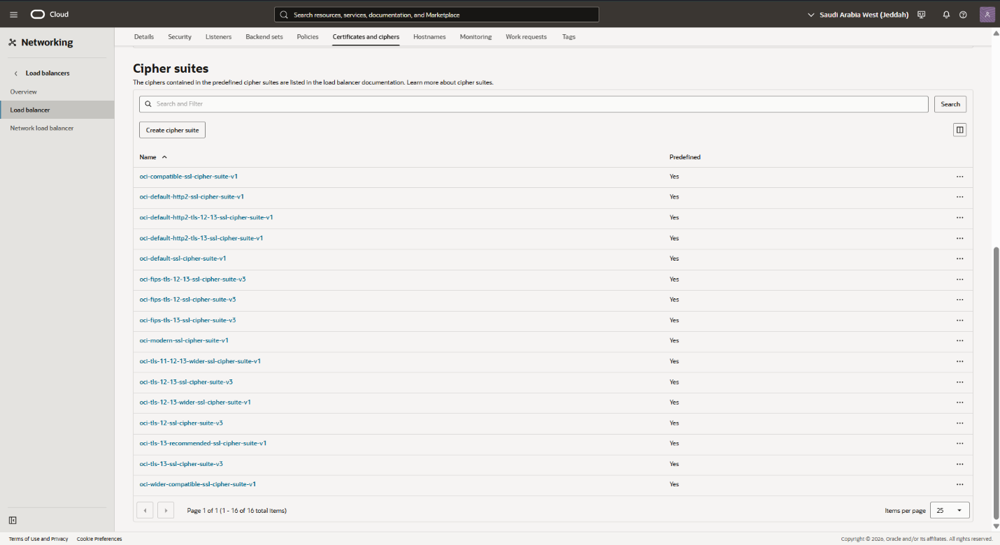 Cloud
Search resources, services, documentation, and Marketplace
Saudi Arabia West (Jeddah)
Networking
Load balancers
Overview
Load balancer
Network load balancer
Details Security Listeners Backend sets Policies Certificates and ciphers Hostnames Monitoring Work requests Tags
Cipher suites
The ciphers contained in the predefined cipher suites are listed in the load balancer documentation. Learn more about cipher suites.
Search and Filter Search
Create cipher suite
Name Predefined
oci-compatible-ssl-cipher-suite-v1 Yes
oci-default-http2-ssl-cipher-suite-v1 Yes
oci-default-http2-tls-12-13-ssl-cipher-suite-v1 Yes
oci-default-http2-tls-13-ssl-cipher-suite-v1 Yes
oci-default-ssl-cipher-suite-v1 Yes
oci-fips-tls-12-13-ssl-cipher-suite-v3 Yes
oci-fips-tls-12-ssl-cipher-suite-v3 Yes
oci-fips-tls-13-ssl-cipher-suite-v3 Yes
oci-modern-ssl-cipher-suite-v1 Yes
oci-tls-11-12-13-wider-ssl-cipher-suite-v1 Yes
oci-tls-12-13-ssl-cipher-suite-v3 Yes
oci-tls-12-13-wider-ssl-cipher-suite-v1 Yes
oci-tls-12-ssl-cipher-suite-v3 Yes
oci-tls-13-recommended-ssl-cipher-suite-v1 Yes
oci-tls-13-ssl-cipher-suite-v3 Yes
oci-wider-compatible-ssl-cipher-suite-v1 Yes
Page 1 of 1 (1 - 16 of 16 total items) Items per page 25
Terms of Use and Privacy Cookie Preferences Copyright © 2026, Oracle and/or its affiliates. All rights reserved.